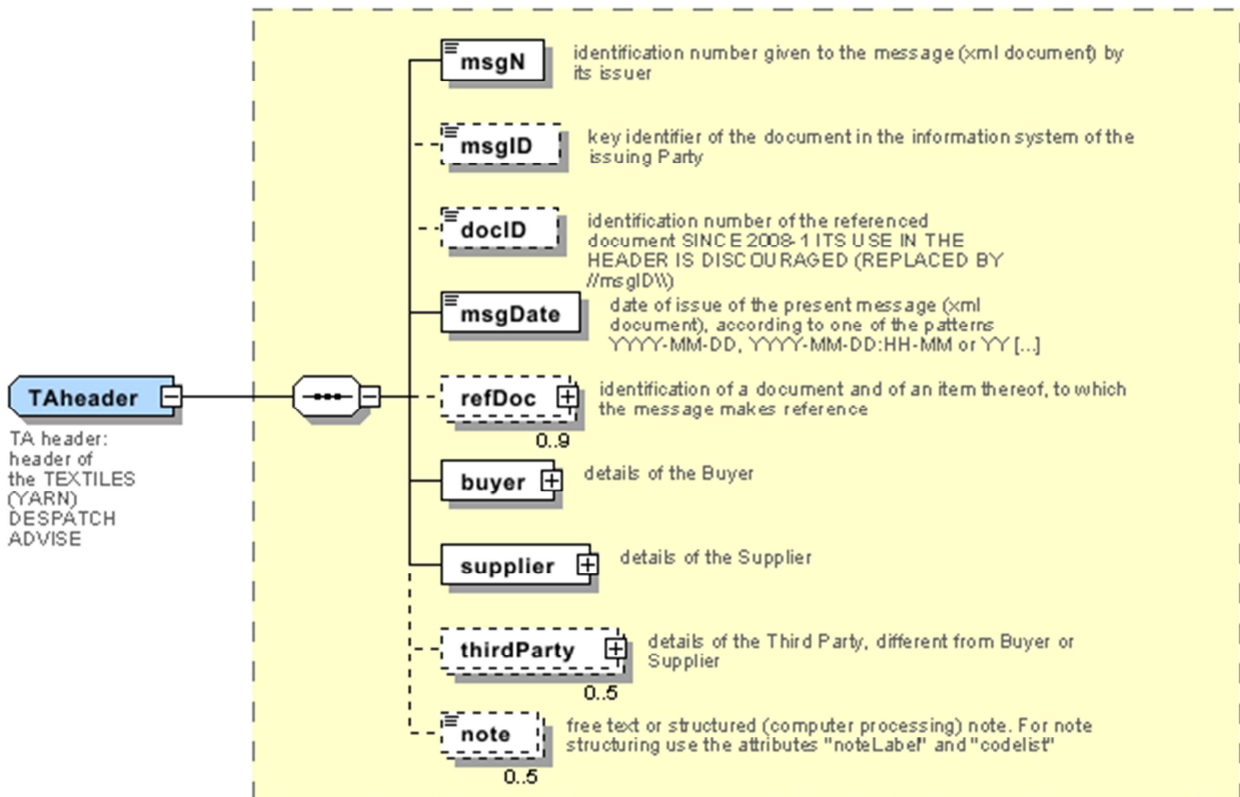 msgN
identification number given to the message (xml document) by
its issuer
msgID
key identifier of the document in the information system of the
issuing Party
docID
identification number of the referenced
document SINCE 2008-1 ITS USE IN THE
HEADER IS DISCOURAGED (REPLACED BY
//msgID\\)
msgDate
date of issue of the present message (xml
document), according to one of the patterns
YYYY-MM-DD, YYYY-MM-DD:HH-MM or YY [...]
TAheader
TA header:
header of
the TEXTILES
(YARN)
DESPATCH
ADVISE
refDoc
0..9
identification of a document and of an item thereof, to which
the message makes reference
buyer
details of the Buyer
supplier
details of the Supplier
thirdParty
0..5
details of the Third Party, different from Buyer or
Supplier
note
0..5
free text or structured (computer processing) note. For note
structuring use the attributes "noteLabel" and "codelist"